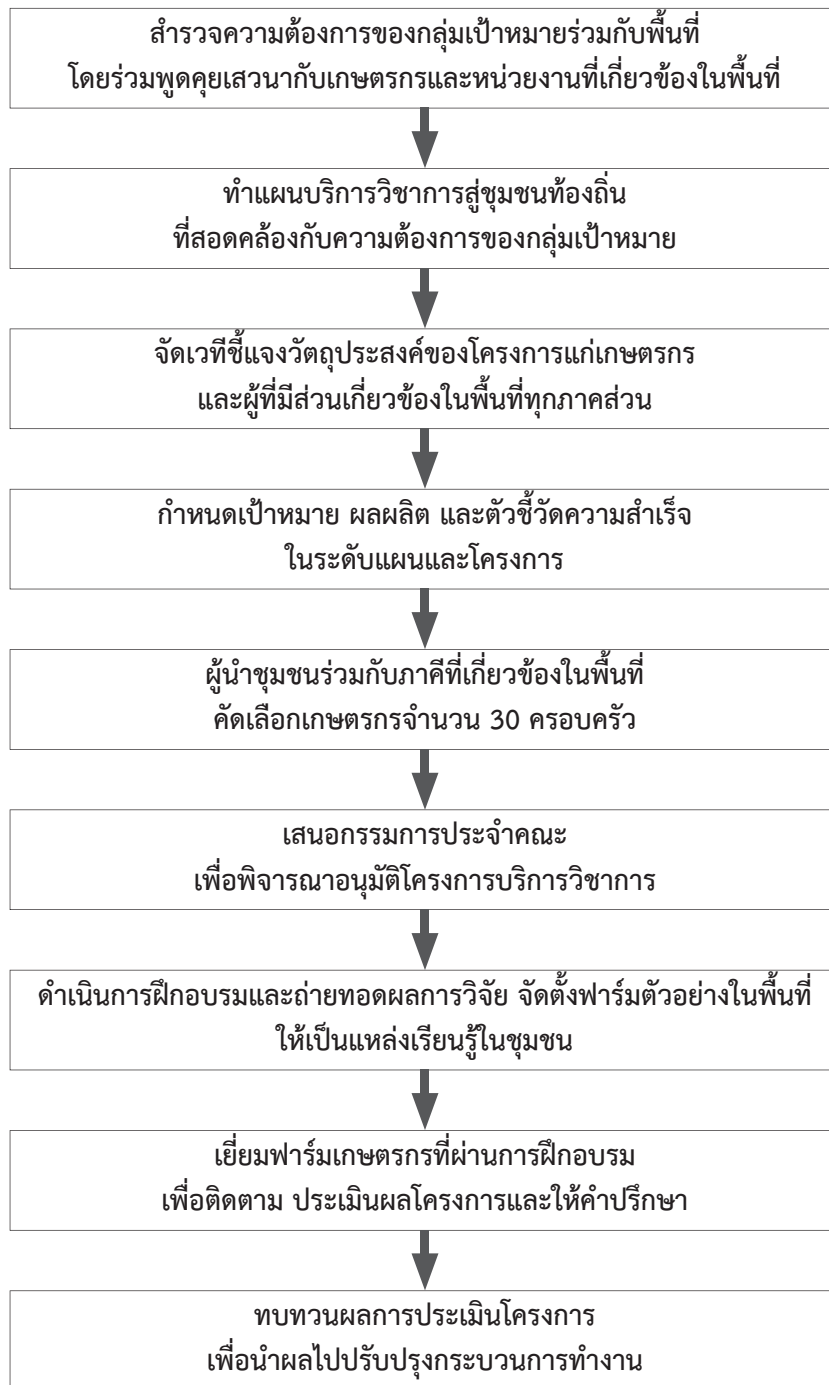 สำรวจความต้องการของกลุ่มเป้าหมายร่วมกับพื้นที่
โดยร่วมพูดคุยเสวนากับเกษตรกรและหน่วยงานที่เกี่ยวข้องในพื้นที่
ทำแผนบริการวิชาการสู่ชุมชนท้องถิ่น
ที่สอดคล้องกับความต้องการของกลุ่มเป้าหมาย
จัดเวทีชี้แจงวัตถุประสงค์ของโครงการแก่เกษตรกร
และผู้ที่มีส่วนเกี่ยวข้องในพื้นที่ทุกภาคส่วน
กำหนดเป้าหมาย ผลผลิต และตัวชี้วัดความสำเร็จ
ในระดับแผนและโครงการ
ผู้นำชุมชนร่วมกับภาคีที่เกี่ยวข้องในพื้นที่
คัดเลือกเกษตรกรจำนวน 30 ครอบครัว
เสนอกรรมการประจำคณะ
เพื่อพิจารณาอนุมัติโครงการบริการวิชาการ
ดำเนินการฝึกอบรมและถ่ายทอดผลการวิจัย จัดตั้งฟาร์มตัวอย่างในพื้นที่
ให้เป็นแหล่งเรียนรู้ในชุมชน
เยี่ยมฟาร์มเกษตรกรที่ผ่านการฝึกอบรม
เพื่อติดตาม ประเมินผลโครงการและให้คำปรึกษา
ทบทวนผลการประเมินโครงการ
เพื่อนำผลไปปรับปรุงกระบวนการทำงาน